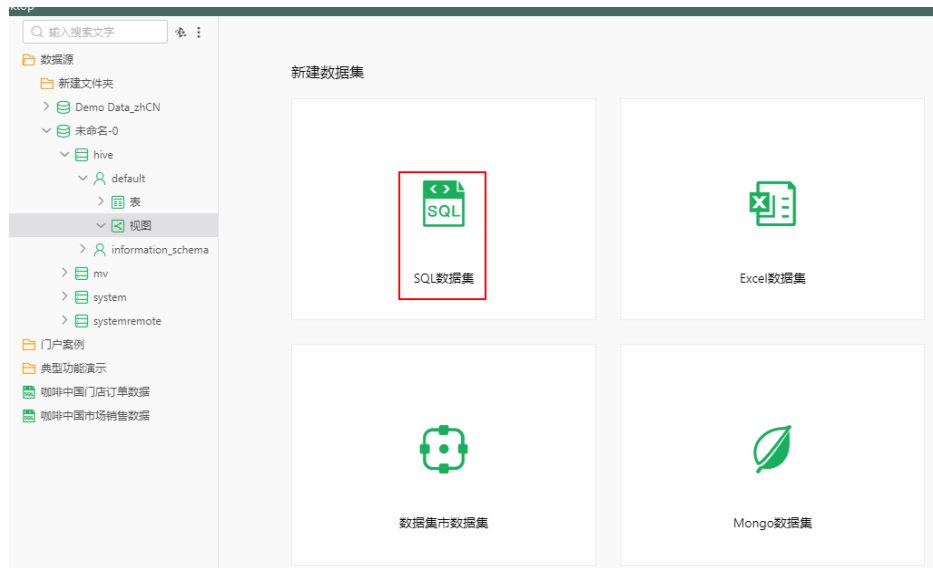 输入搜索文字
数据源
新建文件夹
Demo Data_zhCN
未命名-0
hive
default
表
视图
information_schema
mv
system
systemremote
门户案例
典型功能演示
咖啡中国门店订单数据
咖啡中国市场销售数据
新建数据集
SQL
SQL数据集
Excel数据集
数据集市数据集
Mongo数据集